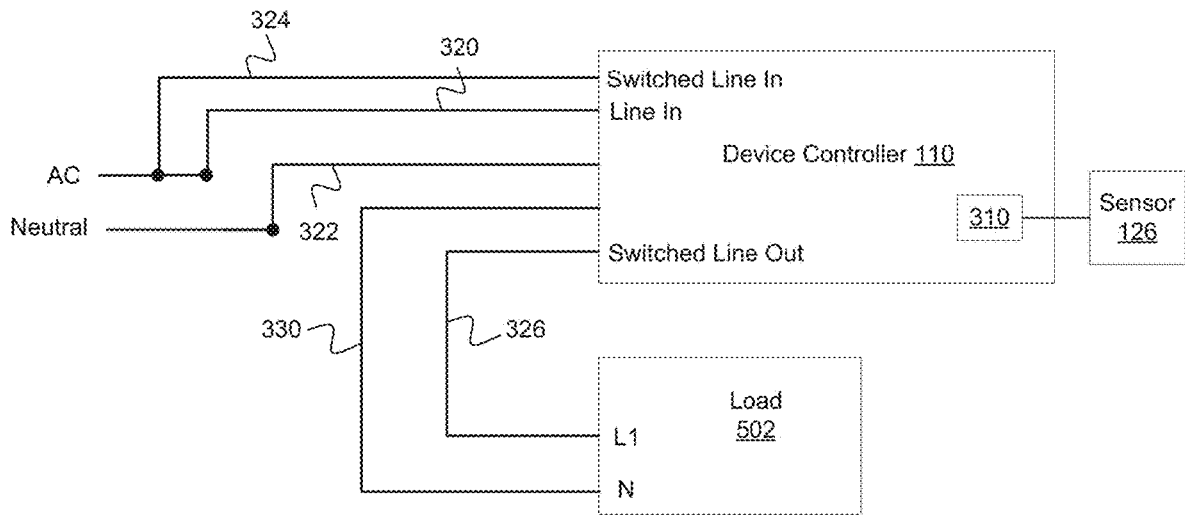 324
320
Switched Line In
Line In
Device Controller 110
AC
Neutral
322
310
Sensor
126
Switched Line Out
330
326
Load
502
L1
N